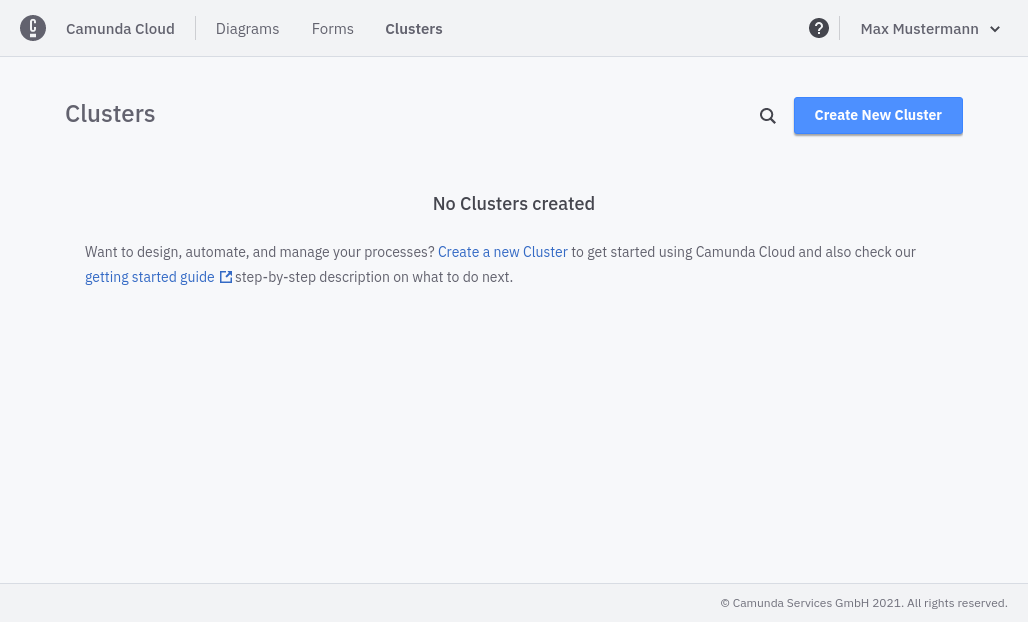 Camunda Cloud Diagrams Forms Clusters ? Max Mustermann
Clusters
Create New Cluster
No Clusters created
Want to design, automate, and manage your processes? Create a new Cluster to get started using Camunda Cloud and also check our
getting started guide step-by-step description on what to do next.
© Camunda Services GmbH 2021. All rights reserved.